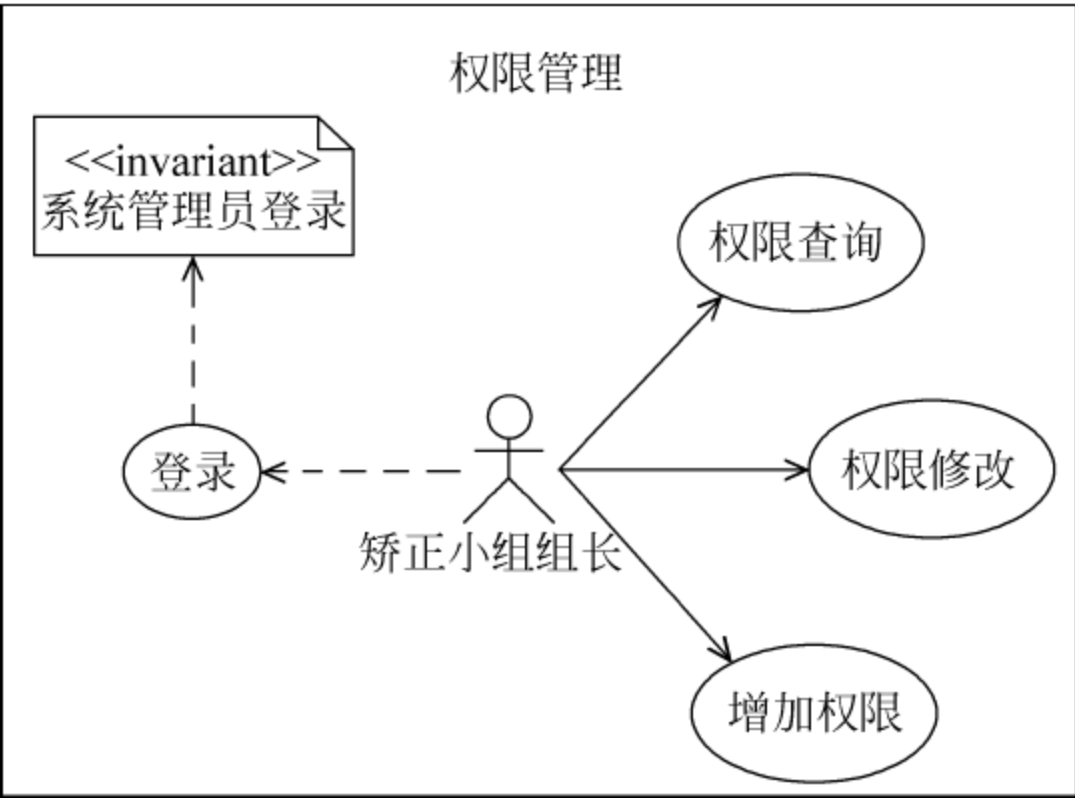 权限管理
<<invariant>>
系统管理员登录
权限查询
登录
权限修改
矫正小组组长
增加权限